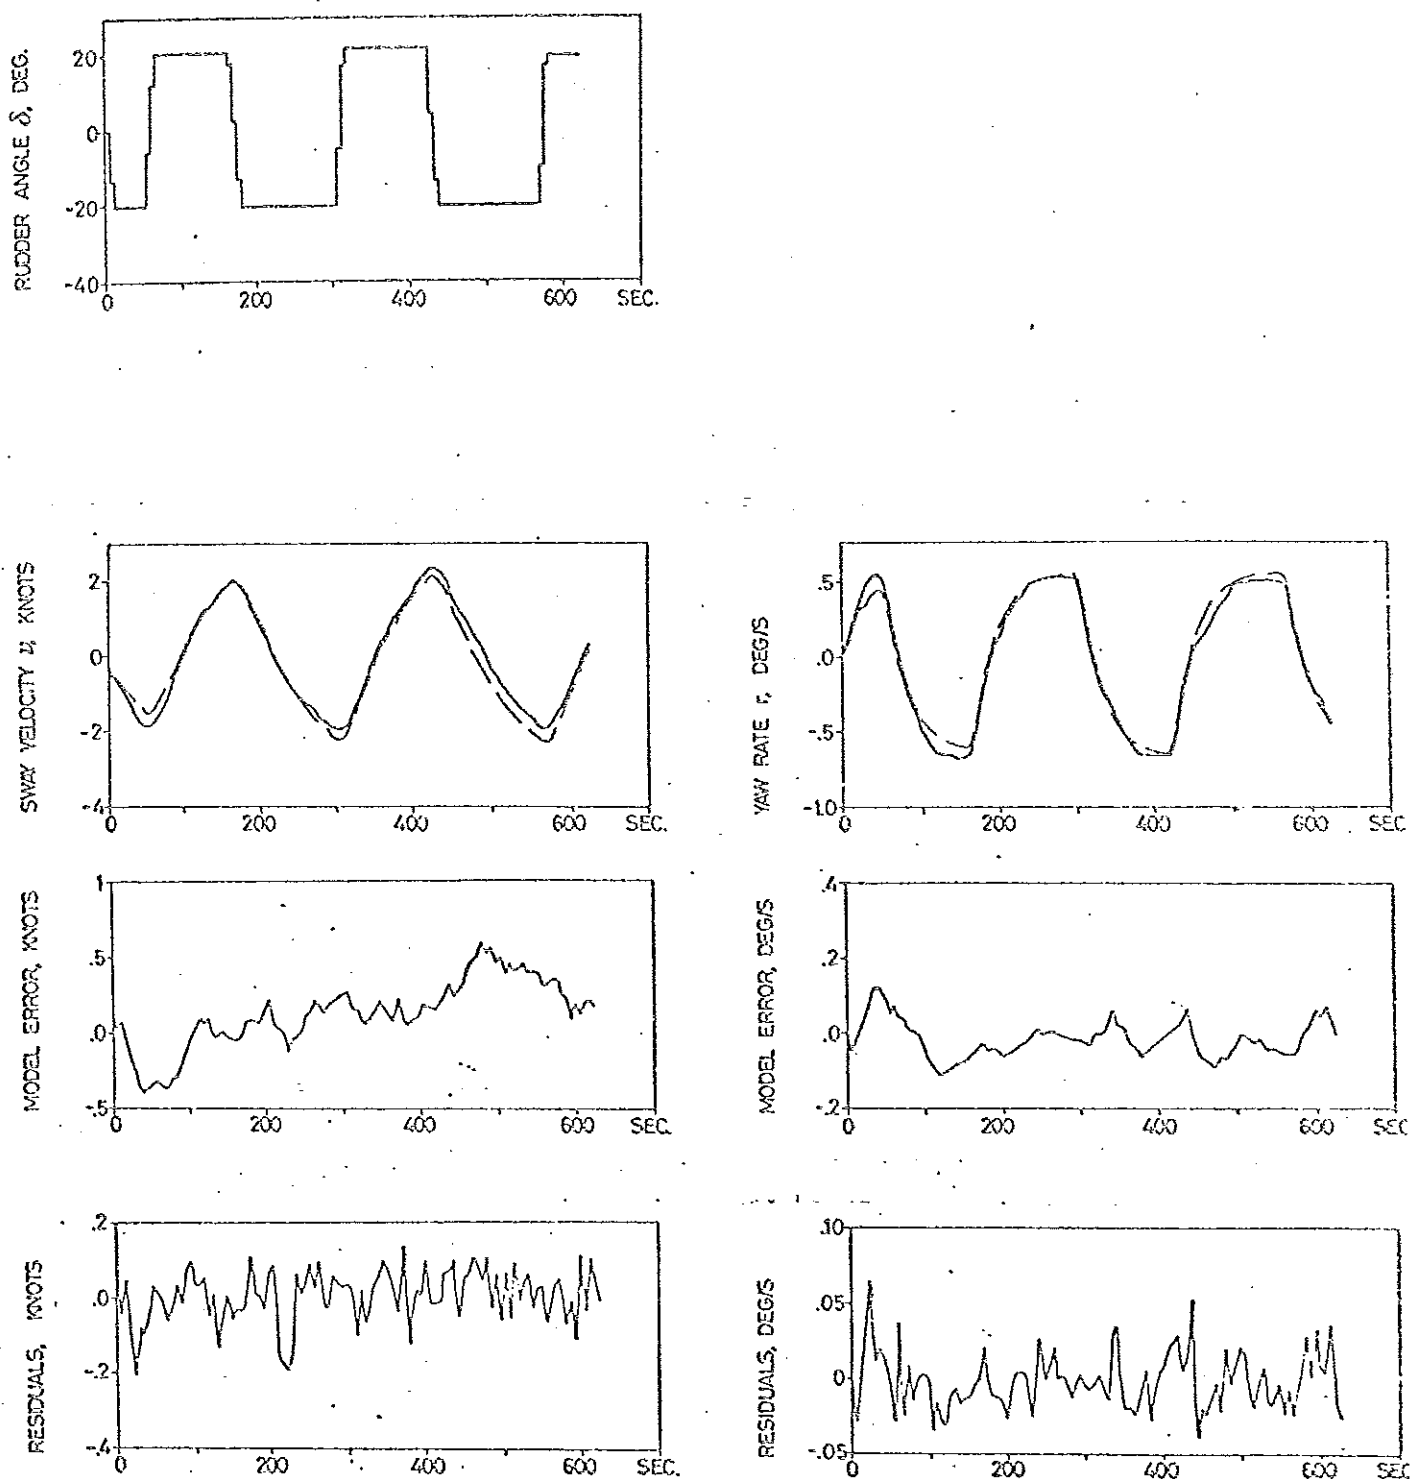 RUDDER ANGLE δ, DEG.
20
0
-20
-40
0 200 400 600 SEC.
SWAY VELOCITY υ, KNOTS
2
0
-2
-4
0 200 400 600 SEC.
YAW RATE r, DEG/S
.5
.0
-.5
-1.0
0 200 400 600 SEC
MODEL ERROR, KNOTS
1
.5
.0
-.5
0 200 400 600 SEC.
MODEL ERROR, DEG/S
.4
.2
.0
-.2
0 200 400 600 SEC
RESIDUALS, KNOTS
.2
.0
-.2
-.4
0 200 400 600 SEC.
RESIDUALS, DEG/S
.10
.05
0
-.05
0 200 400 600 SEC